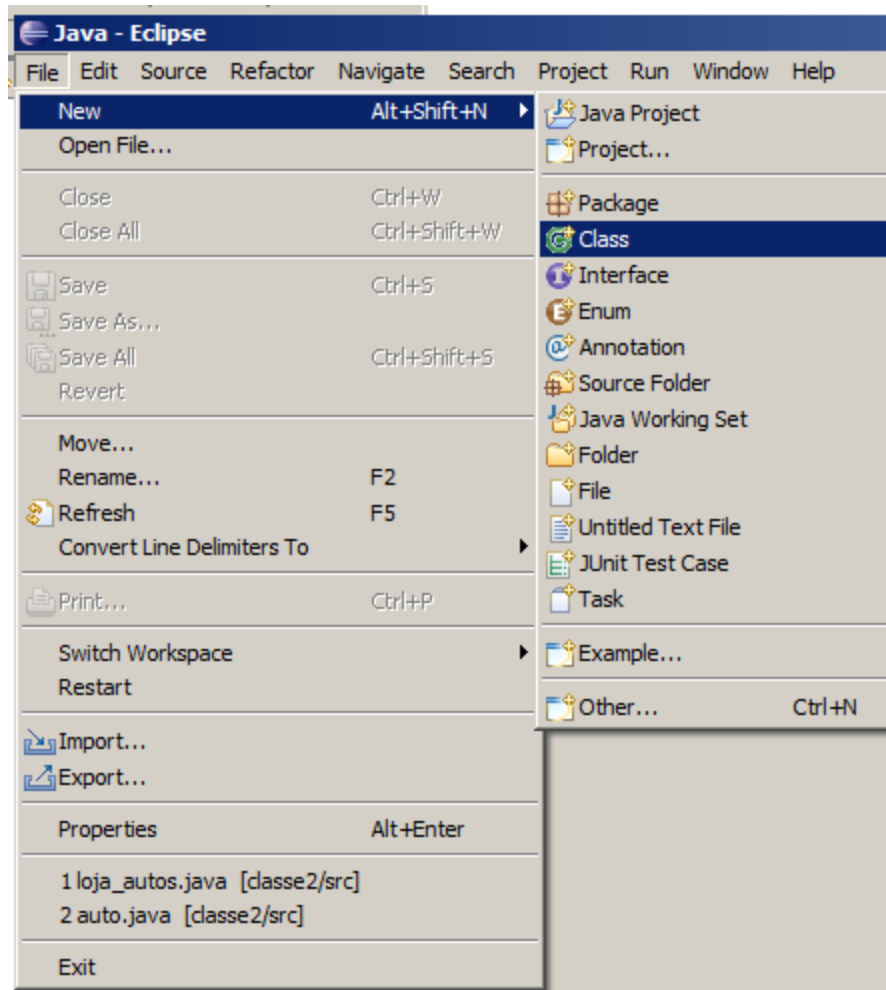 Java - Eclipse
File Edit Source Refactor Navigate Search Project Run Window Help
New Alt+Shift+N
Open File...
Close Ctrl+W
Close All Ctrl+Shift+W
Save Ctrl+S
Save As...
Save All Ctrl+Shift+S
Revert
Move...
Rename... F2
Refresh F5
Convert Line Delimiters To
Print... Ctrl+P
Switch Workspace
Restart
Import...
Export...
Properties Alt+Enter
1 loja_autos.java [classe2/src]
2 auto.java [classe2/src]
Exit
Java Project
Project...
Package
Class
Interface
Enum
Annotation
Source Folder
Java Working Set
Folder
File
Untitled Text File
JUnit Test Case
Task
Example...
Other... Ctrl+N